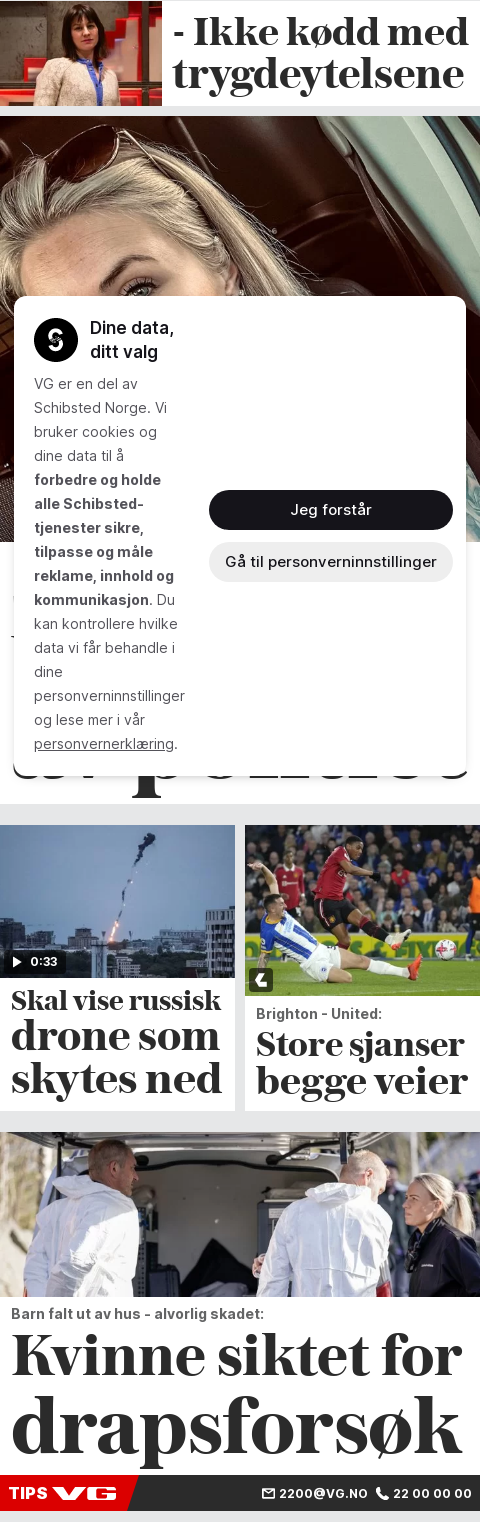 - Ikke kødd med
trygdeytelsene
Dine data,
ditt valg
VG er en del av
Schibsted Norge. Vi
bruker cookies og
dine data til å
forbedre og holde
alle Schibsted-
tjenester sikre,
tilpasse og måle
reklame, innhold og
kommunikasjon. Du
kan kontrollere hvilke
data vi får behandle i
dine
personverninnstillinger
og lese mer i vår
personvernerklæring.
Jeg forstår
Gå til personverninnstillinger
0:33
Skal vise russisk
drone som
skytes ned
Brighton - United:
Store sjanser
begge veier
Barn falt ut av hus - alvorlig skadet:
Kvinne siktet for
drapsforsøk
TIPS VG
2200@VG.NO 22 00 00 00